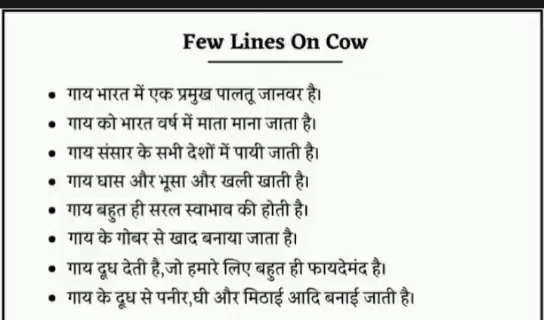 Few Lines On Cow
• गाय भारत में एक प्रमुख पालतू जानवर है।
• गाय को भारत वर्ष में माता माना जाता है।
• गाय संसार के सभी देशों में पायी जाती है।
• गाय घास और भूसा और खली खाती है।
• गाय बहुत ही सरल स्वाभाव की होती है।
• गाय के गोबर से खाद बनाया जाता है।
• गाय दूध देती है,जो हमारे लिए बहुत ही फायदेमंद है।
• गाय के दूध से पनीर,घी और मिठाई आदि बनाई जाती है।